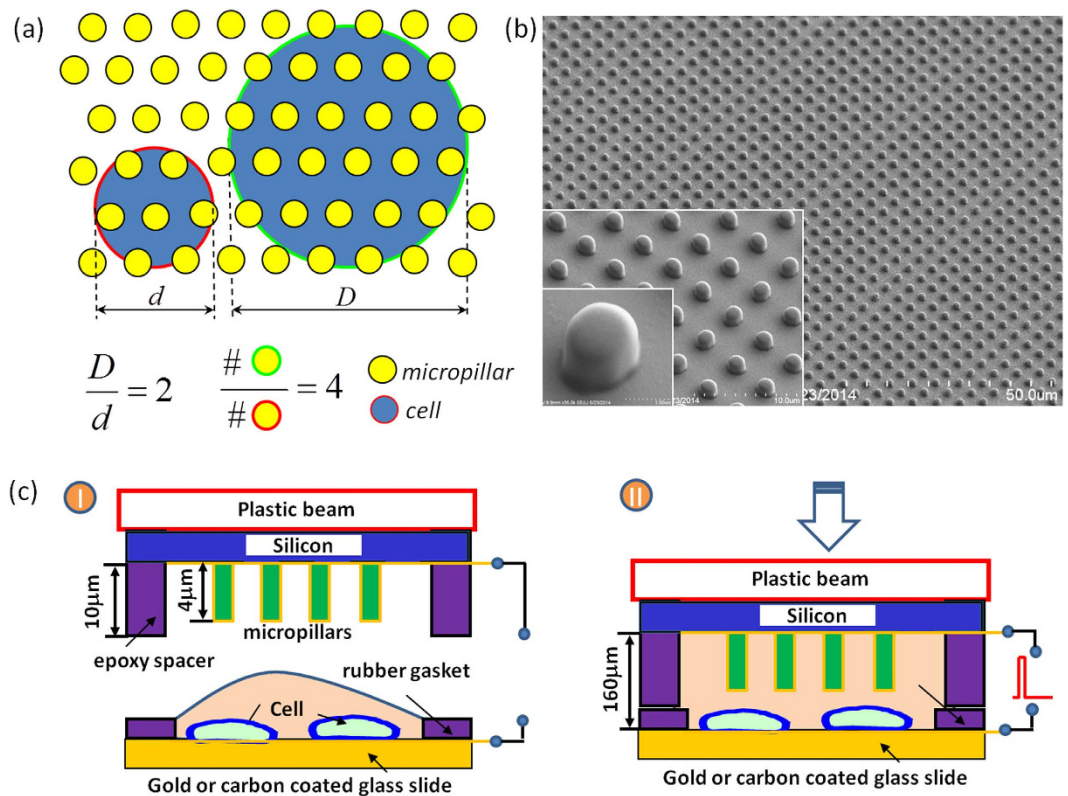 (a)
d
D
D/d = 2
# / # = 4
micropillar
cell
(b)
10.0um
23/2014
50.0um
(c)
I
Plastic beam
Silicon
10µm
4µm
micropillars
epoxy spacer
rubber gasket
Cell
Gold or carbon coated glass slide
II
Plastic beam
Silicon
160µm
Gold or carbon coated glass slide